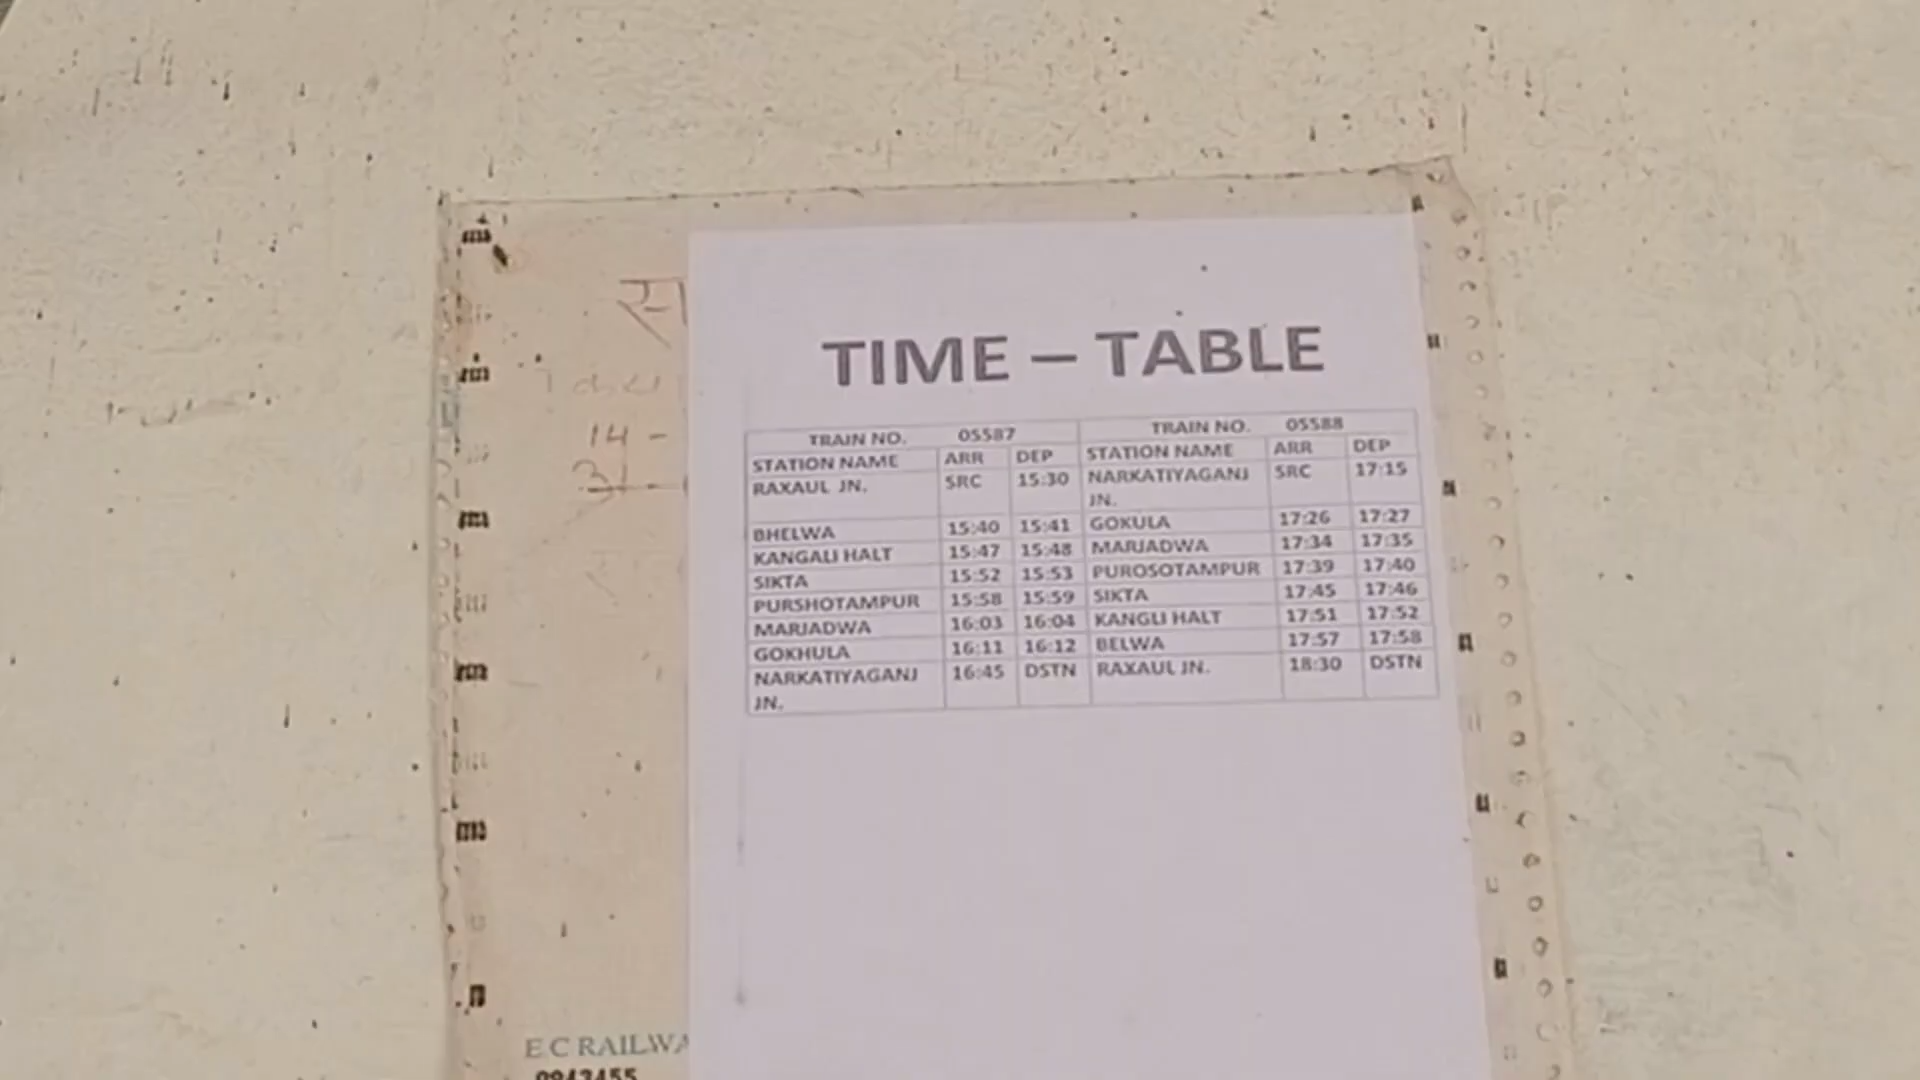 TIME – TABLE
TRAIN NO. 05587 TRAIN NO. 05588
STATION NAME ARR DEP STATION NAME ARR DEP
RAXAUL JN. SRC 15:30 NARKATIYAGANJ JN. SRC 17:15
BHELWA 15:40 15:41 GOKULA 17:26 17:27
KANGALI HALT 15:47 15:48 MARJADWA 17:34 17:35
SIKTA 15:52 15:53 PUROSOTAMPUR 17:39 17:40
PURSHOTAMPUR 15:58 15:59 SIKTA 17:45 17:46
MARJADWA 16:03 16:04 KANGLI HALT 17:51 17:52
GOKHULA 16:11 16:12 BELWA 17:57 17:58
NARKATIYAGANJ JN. 16:45 DSTN RAXAUL JN. 18:30 DSTN
14 -
E C RAILWA